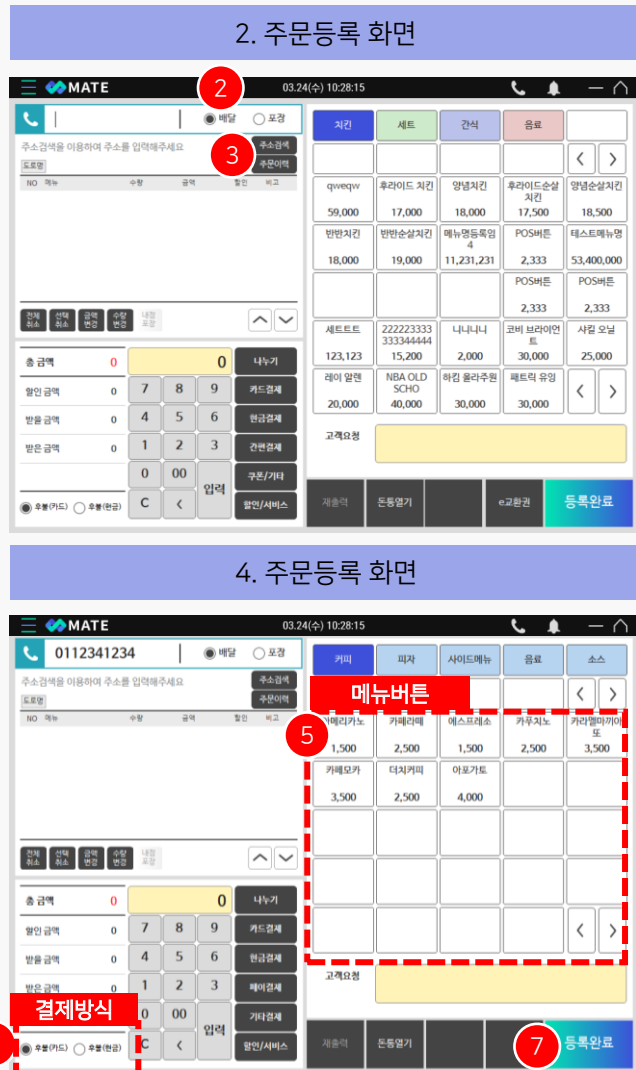 2. 주문등록 화면
MATE
2
03.24(수) 10:28:15
배달
포장
주소검색을 이용하여 주소를 입력해주세요
3
주소검색
도로명
주문이력
NO 메뉴 수량 금액 할인 비고
전체취소
선택취소
금액변경
수량변경
내점포장
총 금액 0
할인 금액 0
받을 금액 0
받은 금액 0
0
7 8 9
4 5 6
1 2 3
0 00 입력
C <
후불(카드)
후불(현금)
나누기
카드결제
현금결제
간편결제
쿠폰/기타
할인/서비스
치킨 세트 간식 음료
< >
qweqw 후라이드 치킨 양념치킨 후라이드순살치킨 양념순살치킨
59,000 17,000 18,000 17,500 18,500
반반치킨 반반순살치킨 메뉴명등록임4 POS버튼 테스트메뉴명
18,000 19,000 11,231,231 2,333 53,400,000
POS버튼 POS버튼
2,333 2,333
세트트트 222223333333344444 니니니니 코비 브라이언트 샤킬 오닐
123,123 15,200 2,000 30,000 25,000
레이 알렌 NBA OLD SCHO 하킴 올라주원 패트릭 유잉
20,000 40,000 30,000 30,000
< >
고객요청
재출력 돈통열기 e교환권 등록완료
4. 주문등록 화면
MATE
03.24(수) 10:28:15
0112341234
배달
포장
주소검색을 이용하여 주소를 입력해주세요
주소검색
도로명
주문이력
NO 메뉴 수량 금액 할인 비고
전체취소
선택취소
금액변경
수량변경
내점포장
총 금액 0
할인 금액 0
받을 금액 0
받은 금액 0
결제방식
0
7 8 9
4 5 6
1 2 3
0 00 입력
C <
후불(카드)
후불(현금)
나누기
카드결제
현금결제
페이결제
기타결제
할인/서비스
커피 피자 사이드메뉴 음료 소스
메뉴버튼
< >
5
아메리카노 카페라떼 에스프레소 카푸치노 카라멜마끼아또
1,500 2,500 1,500 2,500 3,500
카페모카 더치커피 아포가토
3,500 2,500 4,000
< >
고객요청
재출력 돈통열기
7
등록완료